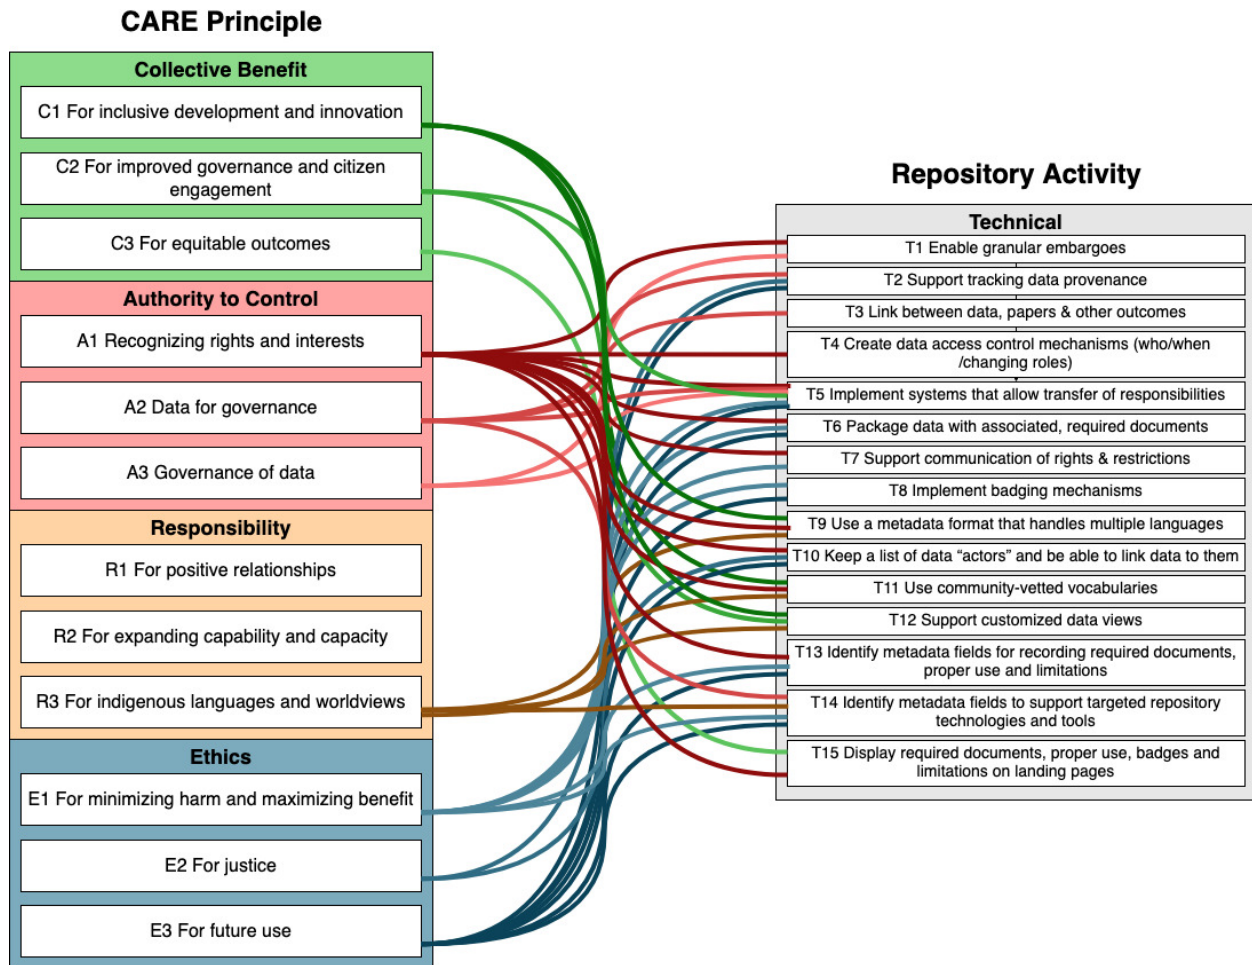 CARE Principle
Collective Benefit
C1 For inclusive development and innovation
C2 For improved governance and citizen
engagement
C3 For equitable outcomes
Authority to Control
A1 Recognizing rights and interests
A2 Data for governance
A3 Governance of data
Responsibility
R1 For positive relationships
R2 For expanding capability and capacity
R3 For indigenous languages and worldviews
Ethics
E1 For minimizing harm and maximizing benefit
E2 For justice
E3 For future use
Repository Activity
Technical
T1 Enable granular embargoes
T2 Support tracking data provenance
T3 Link between data, papers & other outcomes
T4 Create data access control mechanisms (who/when
/changing roles)
T5 Implement systems that allow transfer of responsibilities
T6 Package data with associated, required documents
T7 Support communication of rights & restrictions
T8 Implement badging mechanisms
T9 Use a metadata format that handles multiple languages
T10 Keep a list of data “actors” and be able to link data to them
T11 Use community-vetted vocabularies
T12 Support customized data views
T13 Identify metadata fields for recording required documents,
proper use and limitations
T14 Identify metadata fields to support targeted repository
technologies and tools
T15 Display required documents, proper use, badges and
limitations on landing pages